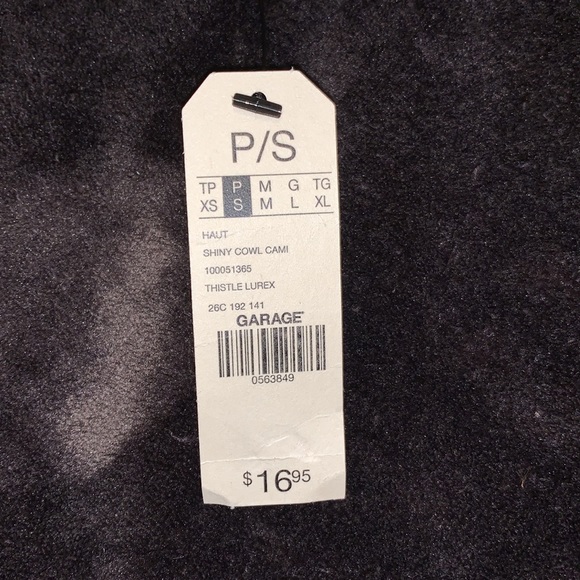 P/S
TP P M G TG
XS S M L XL
HAUT
SHINY COWL CAMI
100051365
THISTLE LUREX
26C 192 141
GARAGE
0563849
$16.95